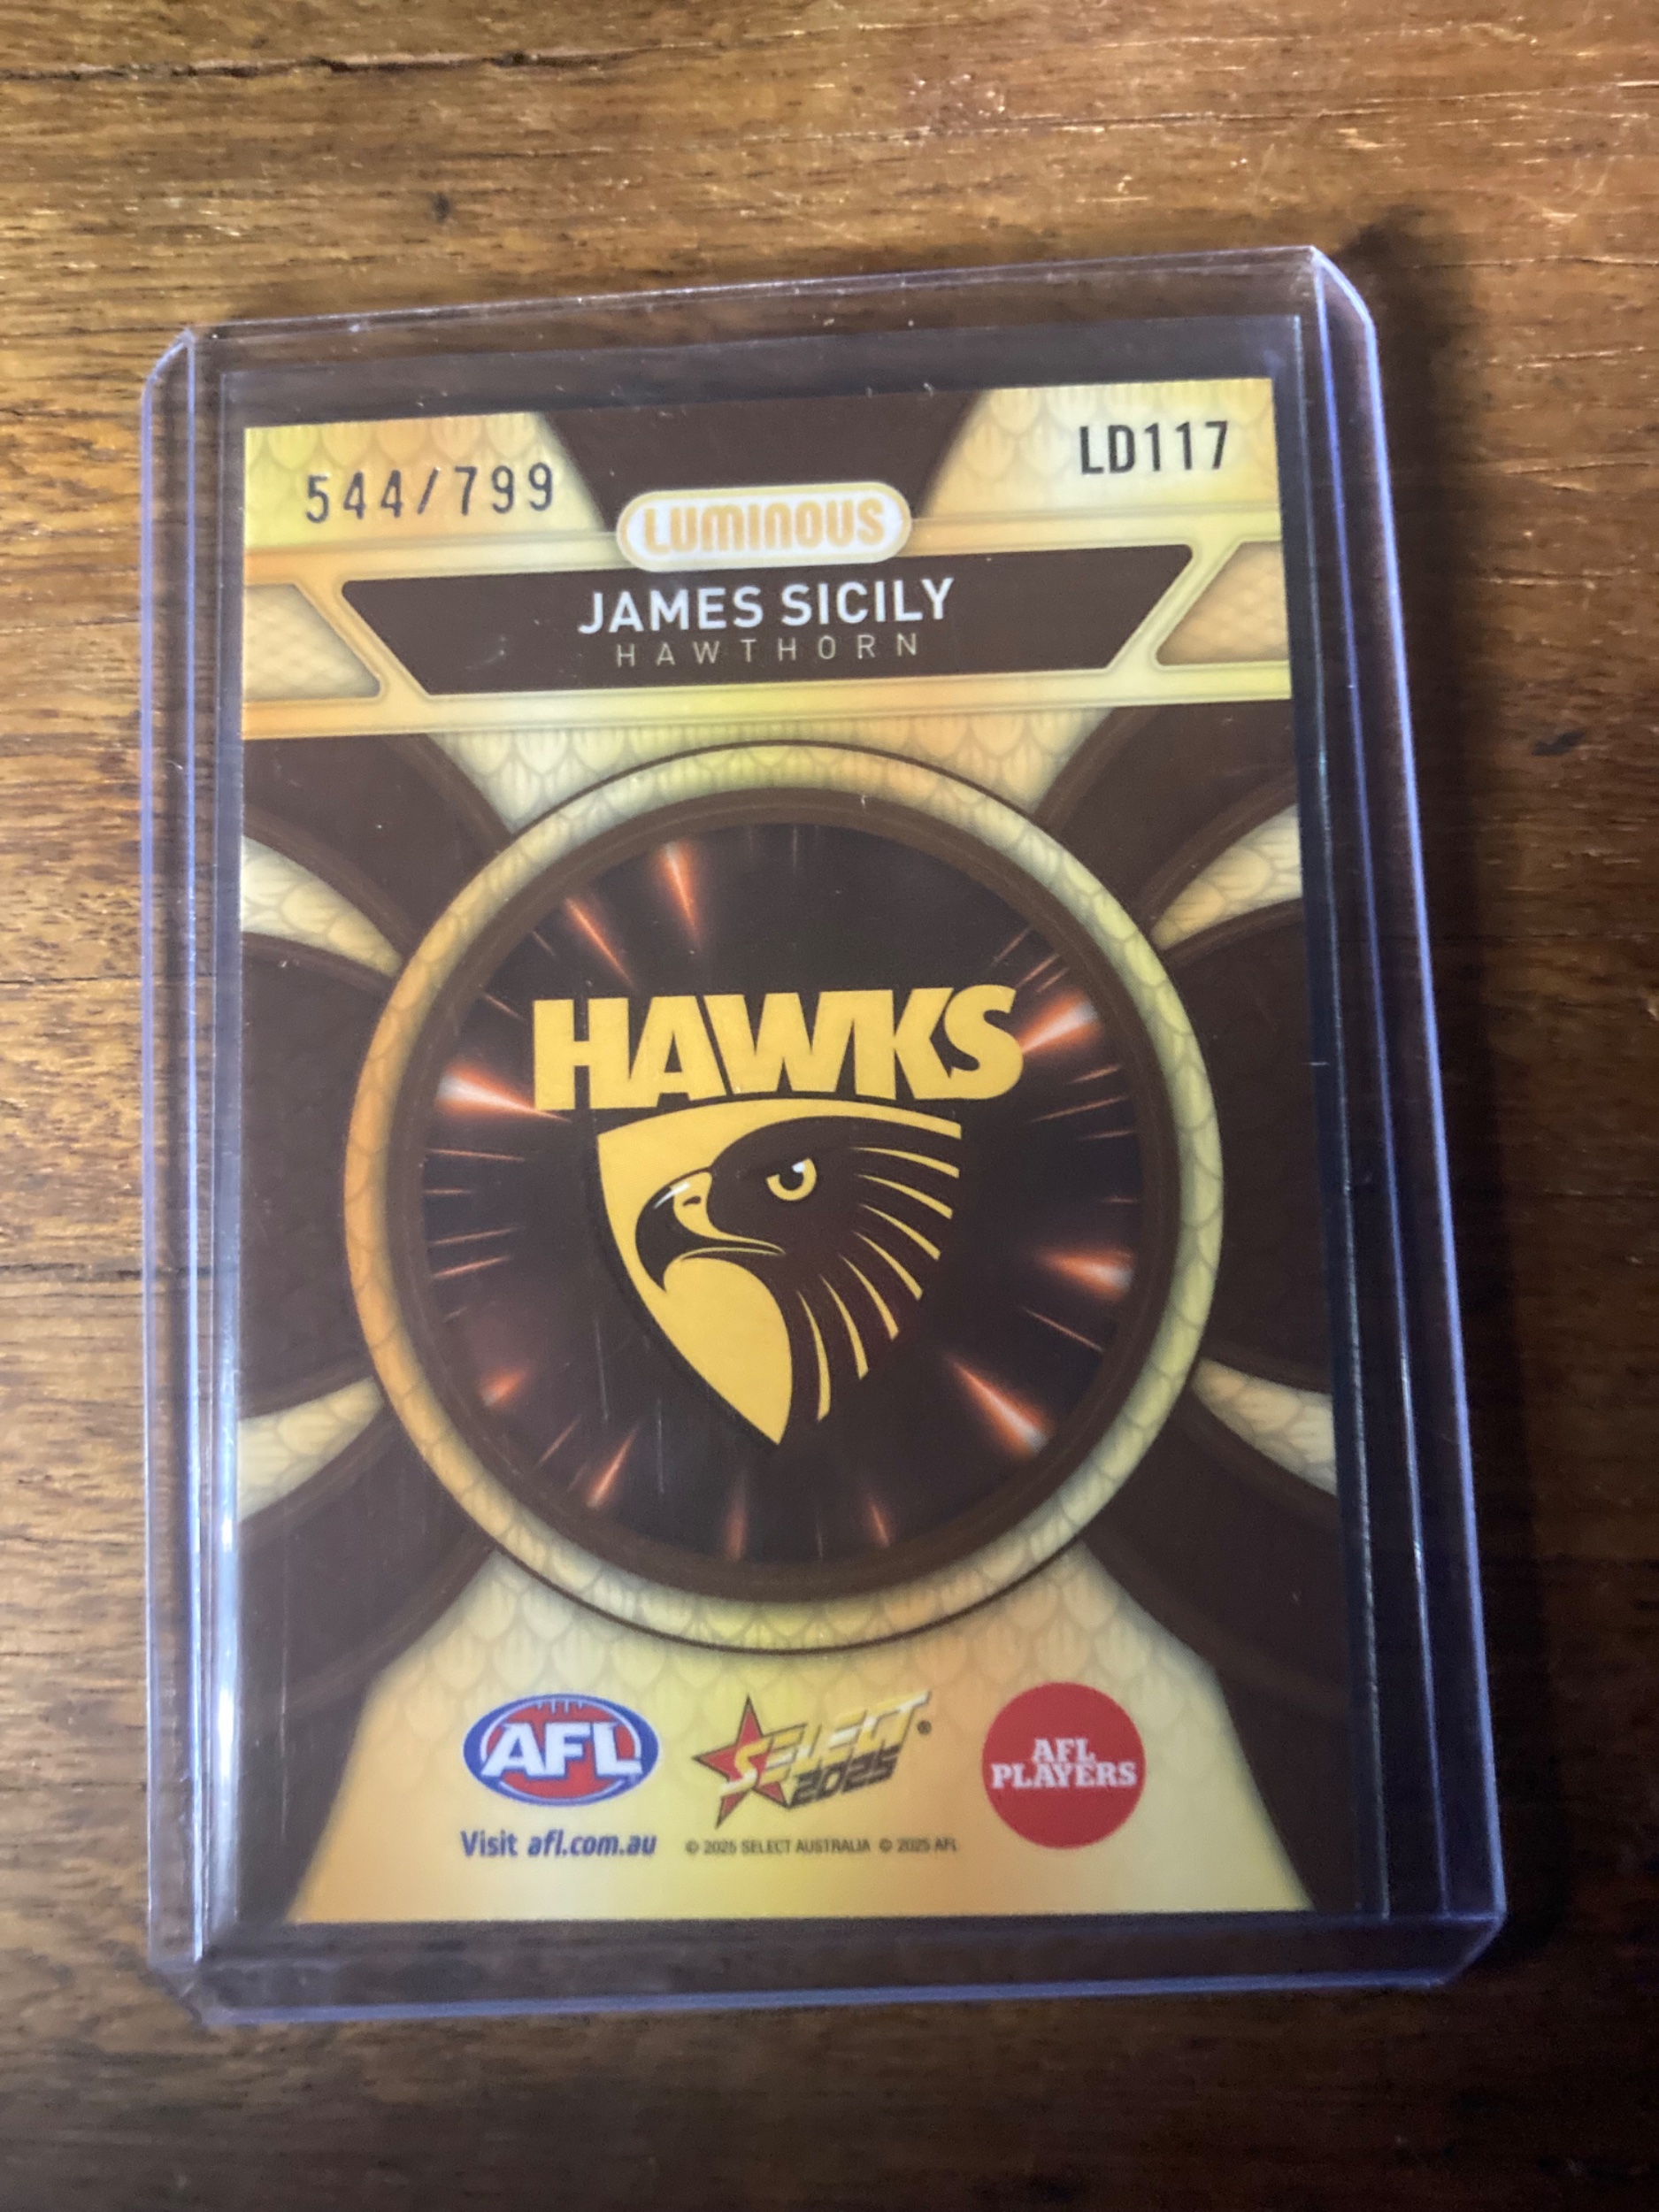 544/799
LD117
LUMINOUS
JAMES SICILY
HAWTHORN
HAWKS
AFL
SELECT®
2025
AFL
PLAYERS
Visit afl.com.au
© 2025 SELECT AUSTRALIA © 2025 AFL